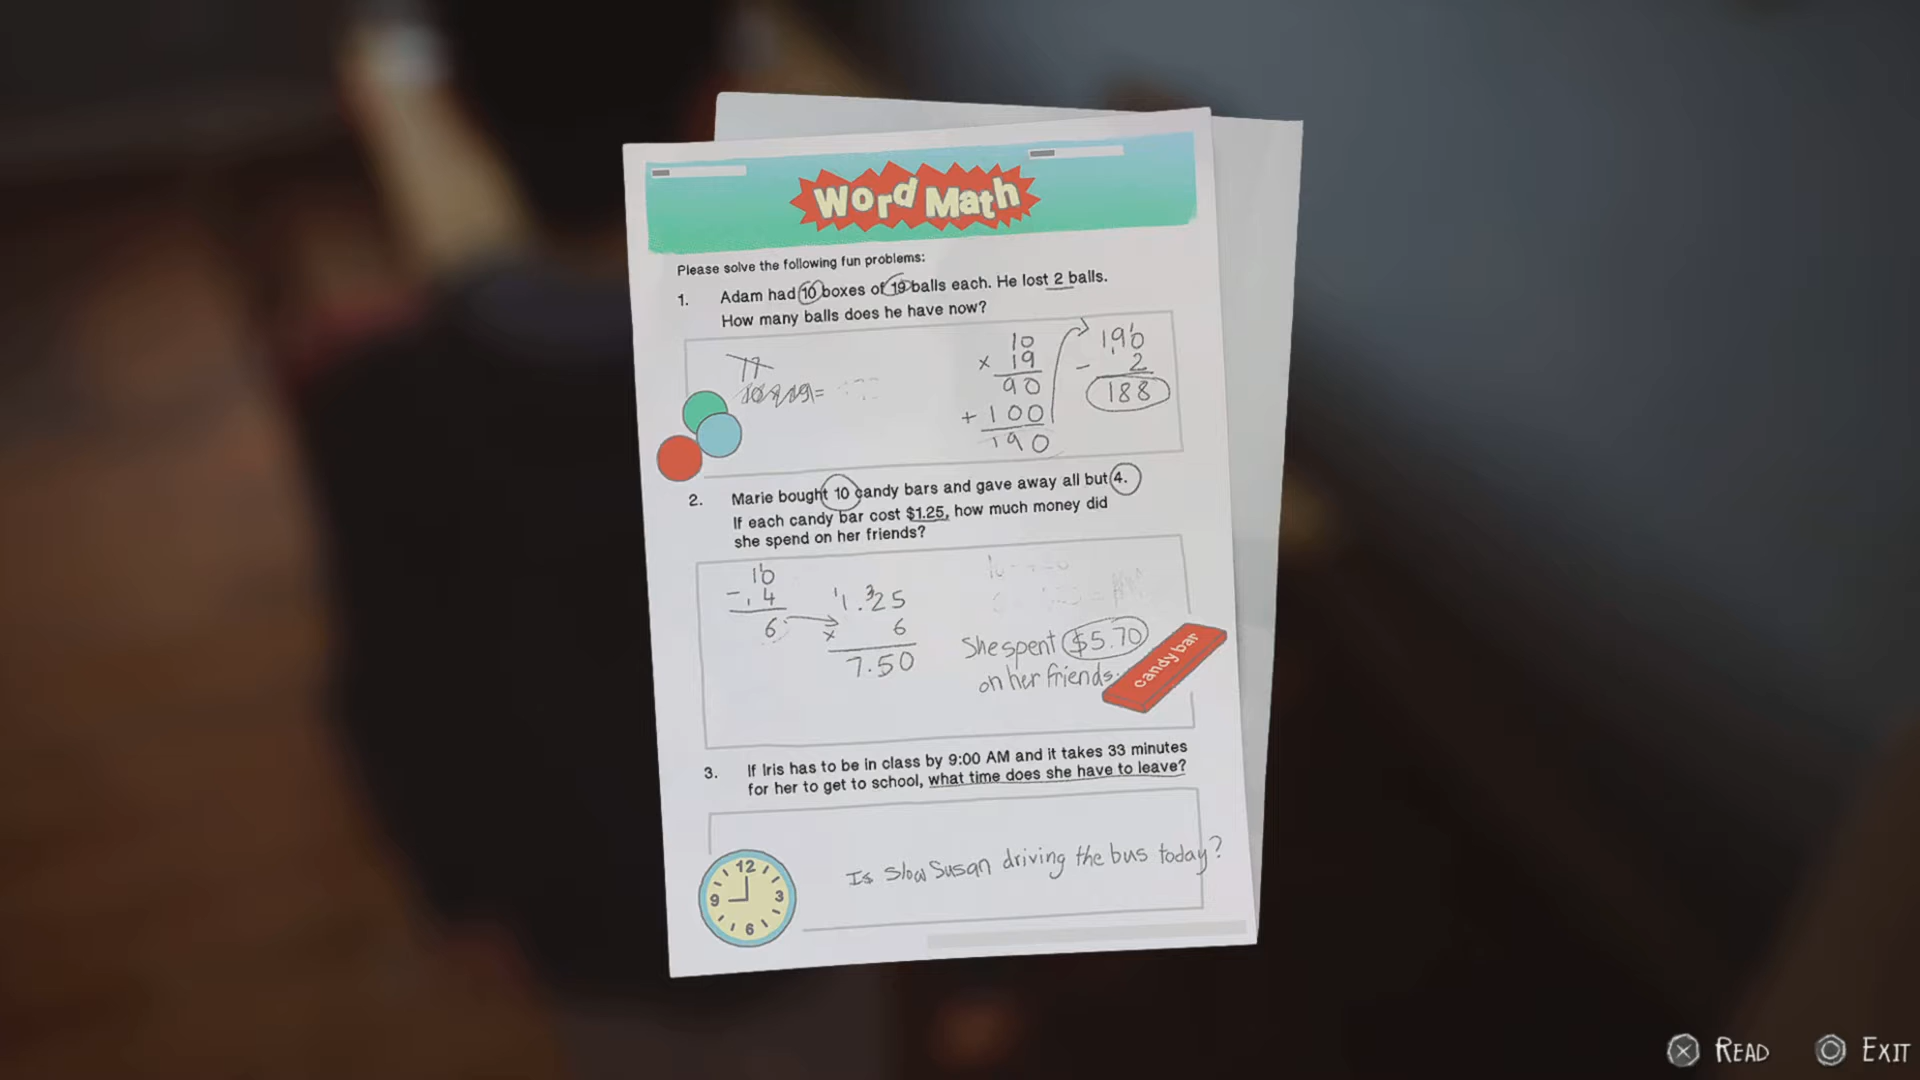 Word Math
Please solve the following fun problems:
1. Adam had 10 boxes of 19 balls each. He lost 2 balls.
How many balls does he have now?
17
10
x 19
90
+ 100
190
190
- 2
188
2. Marie bought 10 candy bars and gave away all but 4.
If each candy bar cost $1.25, how much money did
she spend on her friends?
10
- 4
6
1.25
x 6
7.50
She spent $5.70
on her friends.
candy bar
3. If Iris has to be in class by 9:00 AM and it takes 33 minutes
for her to get to school, what time does she have to leave?
12
9 3
6
Is Slow Susan driving the bus today?
READ EXIT